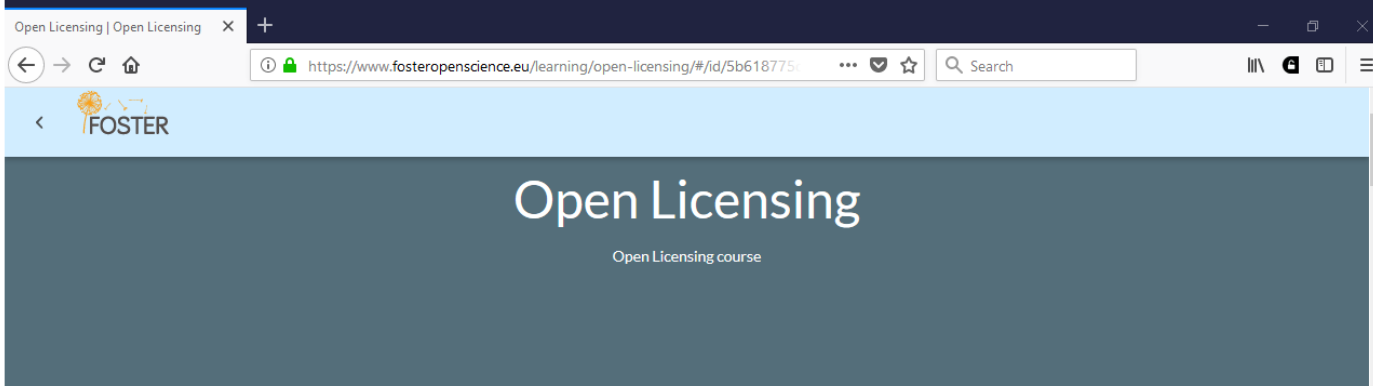 Open Licensing | Open Licensing
https://www.fosteropenscience.eu/learning/open-licensing/#/id/5b618775
Search
FOSTER
Open Licensing
Open Licensing course